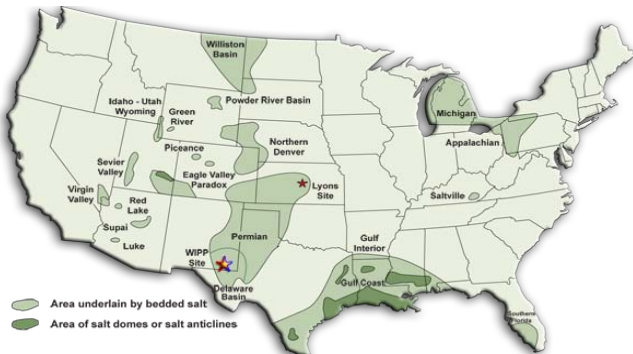 Williston
Basin
Idaho - Utah
Wyoming
Green
River
Powder River Basin
Michigan
Appalachian
Piceance
Northern
Denver
Sevier
Valley
Eagle Valley
Paradox
Virgin
Valley
Red
Lake
Lyons
Site
Saltville
Supai
Luke
Permian
WIPP
Site
Gulf
Interior
Delaware
Basin
Gulf Coast
Southern
Florida
Area underlain by bedded salt
Area of salt domes or salt anticlines